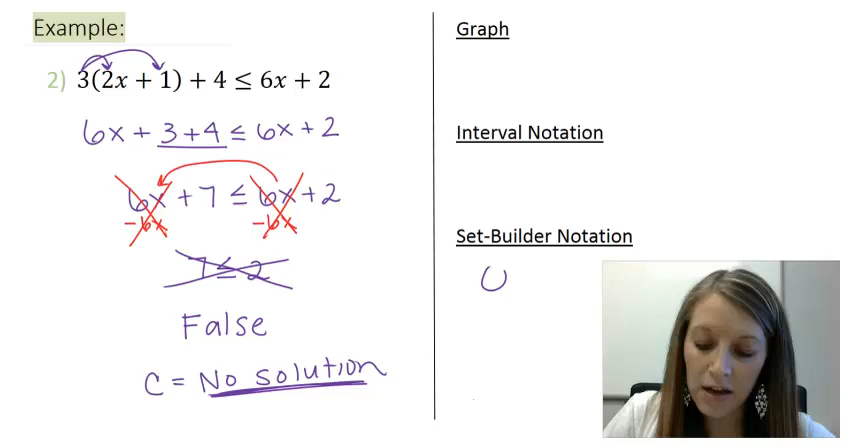 Example:
2) 3(2x + 1) + 4 ≤ 6x + 2
6x + 3 + 4 ≤ 6x + 2
6x + 7 ≤ 6x + 2
-6x -6x
7 ≤ 2
False
C = No solution
Graph
Interval Notation
Set-Builder Notation